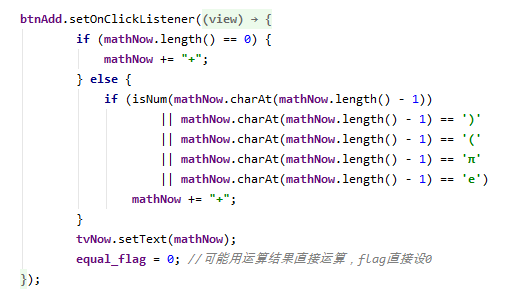 btnAdd.setOnClickListener((view) → {
if (mathNow.length() == 0) {
mathNow += "+";
} else {
if (isNum(mathNow.charAt(mathNow.length() - 1))
|| mathNow.charAt(mathNow.length() - 1) == ')'
|| mathNow.charAt(mathNow.length() - 1) == '('
|| mathNow.charAt(mathNow.length() - 1) == 'π'
|| mathNow.charAt(mathNow.length() - 1) == 'e')
mathNow += "+";
}
tvNow.setText(mathNow);
equal_flag = 0; //可能用运算结果直接运算，flag直接设0
});